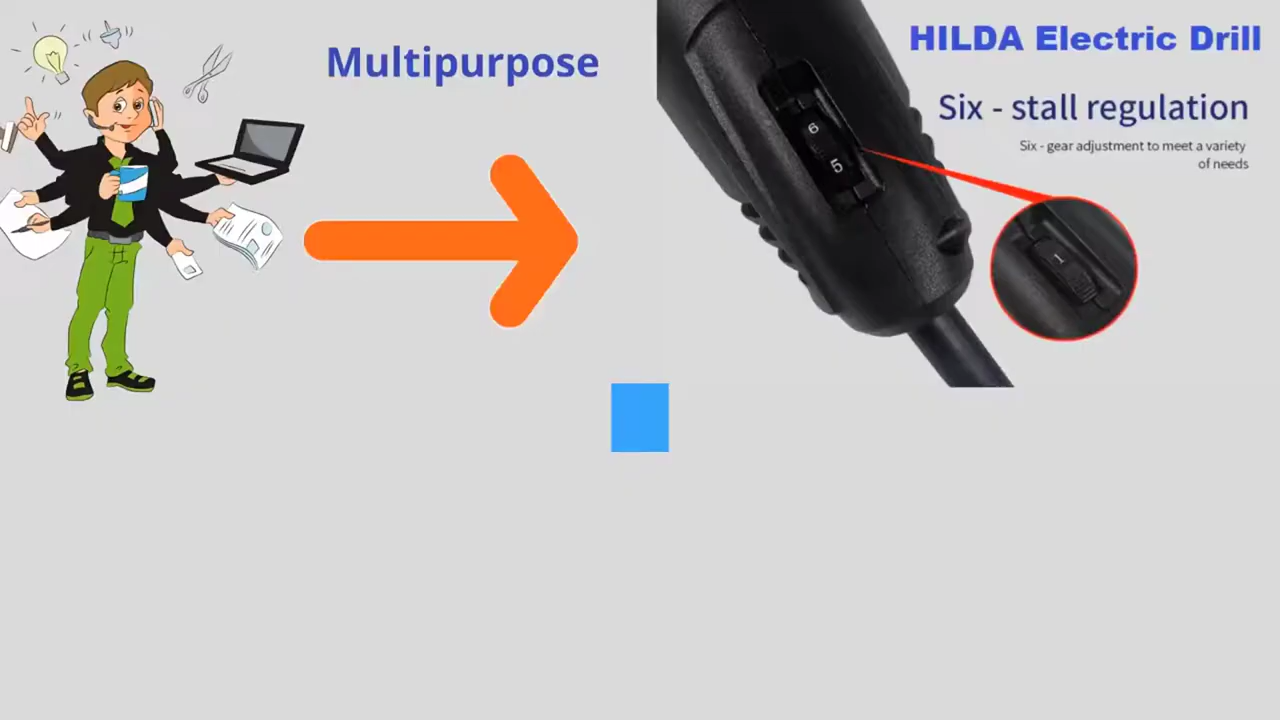 Multipurpose
HILDA Electric Drill
Six - stall regulation
Six - gear adjustment to meet a variety
of needs
6
5
1